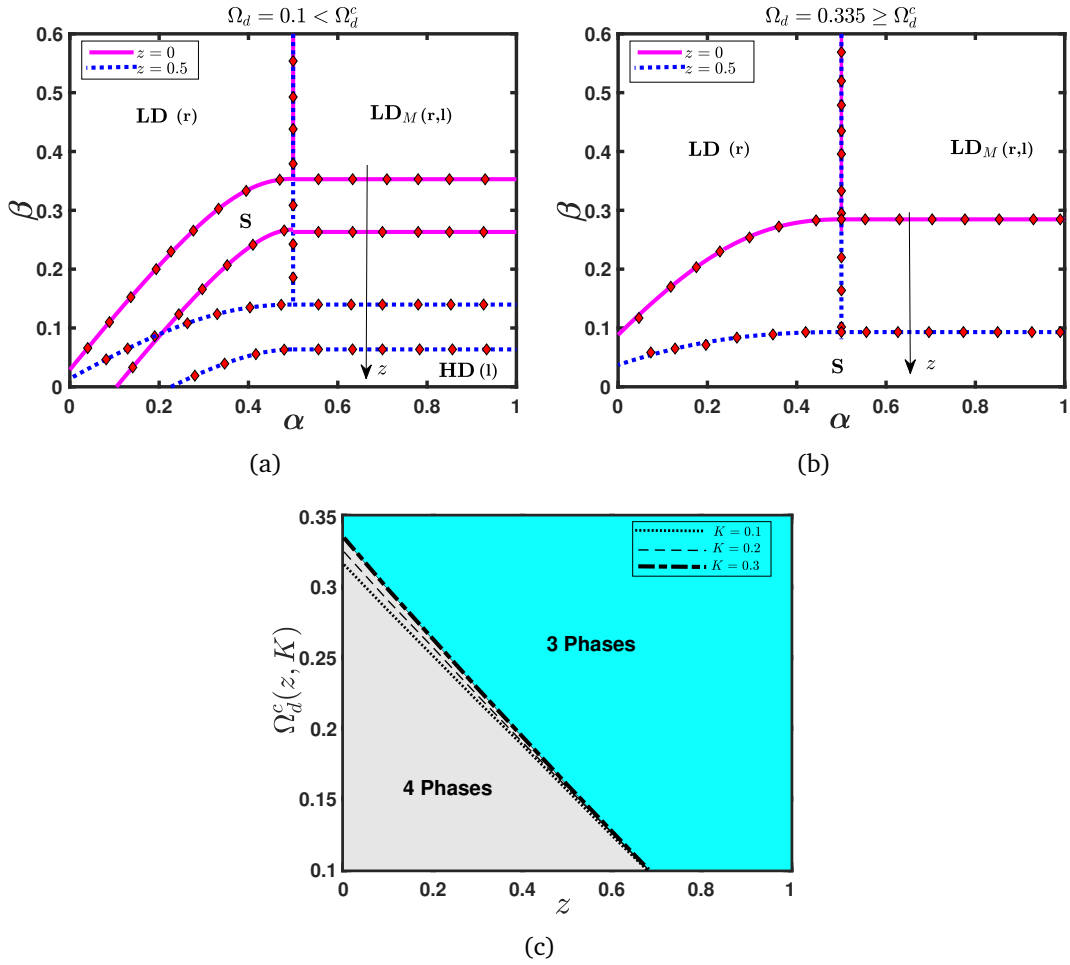 Ω_d = 0.1 < Ω_d^c
z = 0
z = 0.5
LD (r)
LD_M (r,l)
S
HD (l)
z
β
0.6
0.5
0.4
0.3
0.2
0.1
0
0 0.2 0.4 0.6 0.8 1
α
(a)
Ω_d = 0.335 ≥ Ω_d^c
z = 0
z = 0.5
LD (r)
LD_M (r,l)
S
z
β
0.6
0.5
0.4
0.3
0.2
0.1
0
0 0.2 0.4 0.6 0.8 1
α
(b)
K = 0.1
K = 0.2
K = 0.3
3 Phases
4 Phases
Ω_d^c(z, K)
0.35
0.3
0.25
0.2
0.15
0.1
0 0.2 0.4 0.6 0.8 1
z
(c)